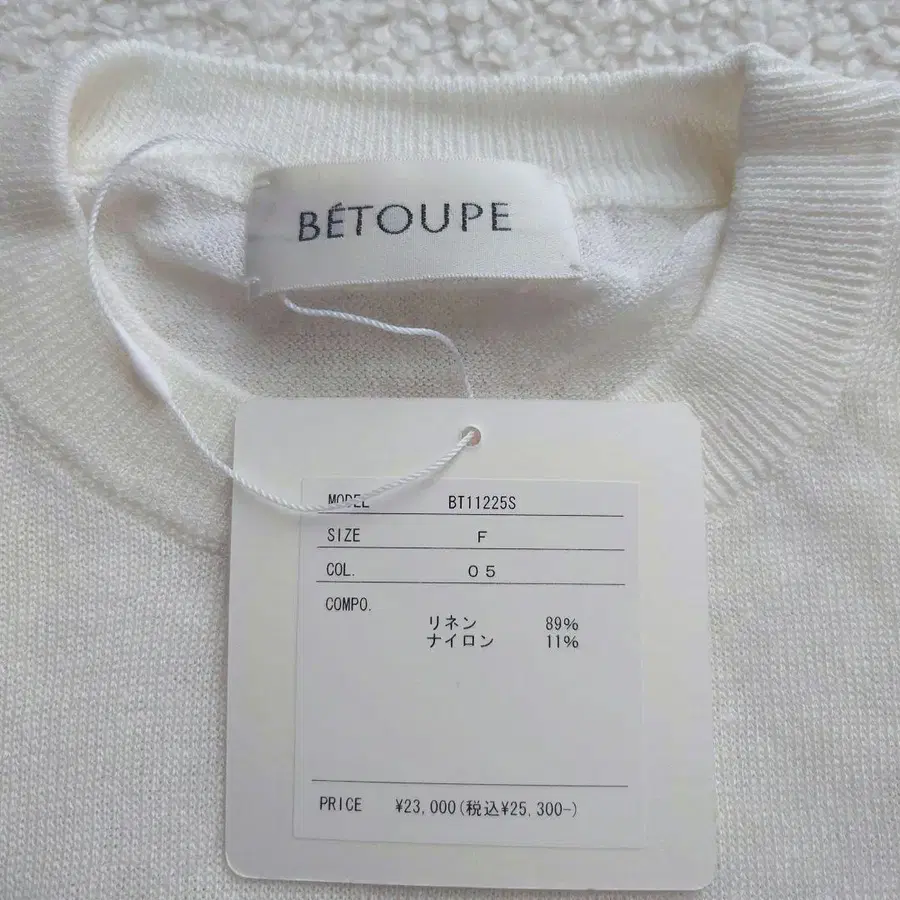 BÉTOUPE
MODEL BT11225S
SIZE F
COL. 05
COMPO.
リネン 89%
ナイロン 11%
PRICE ¥23,000(税込¥25,300-)